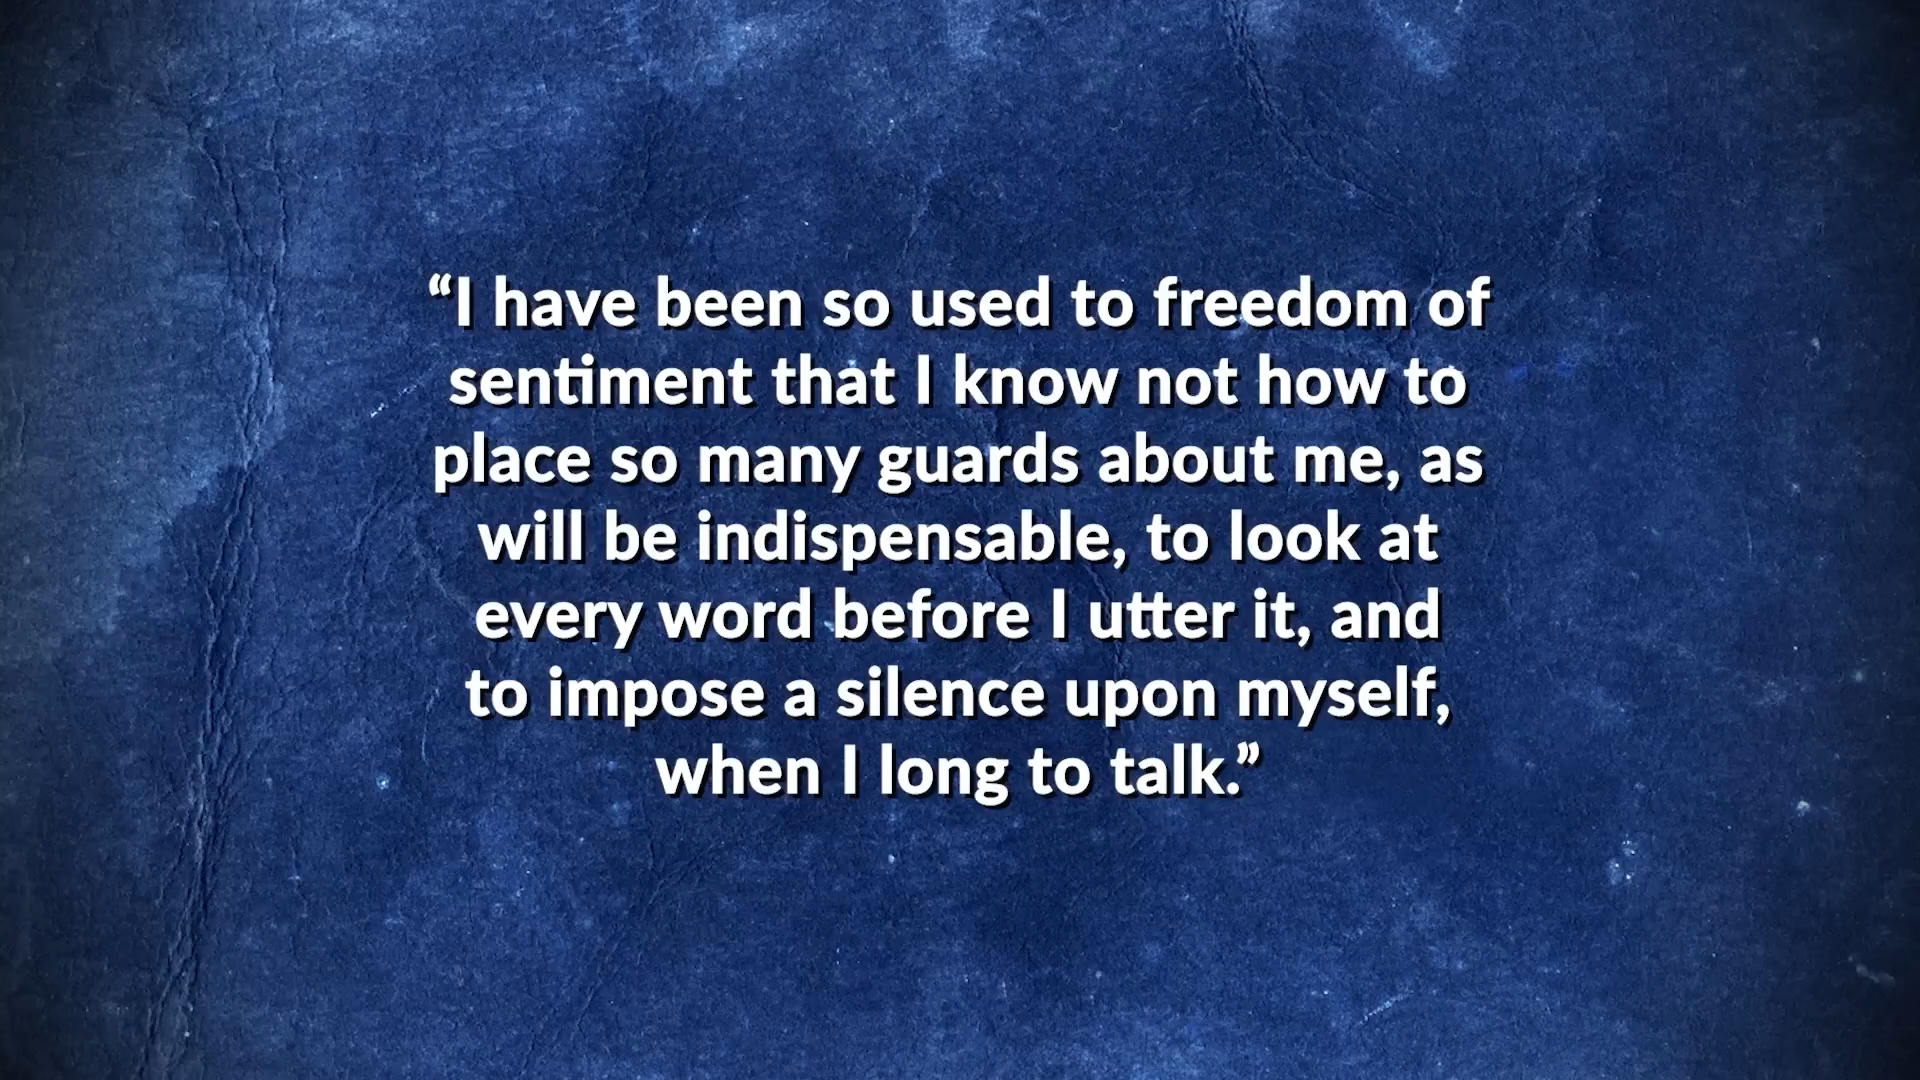 “I have been so used to freedom of
sentiment that I know not how to
place so many guards about me, as
will be indispensable, to look at
every word before I utter it, and
to impose a silence upon myself,
when I long to talk.”